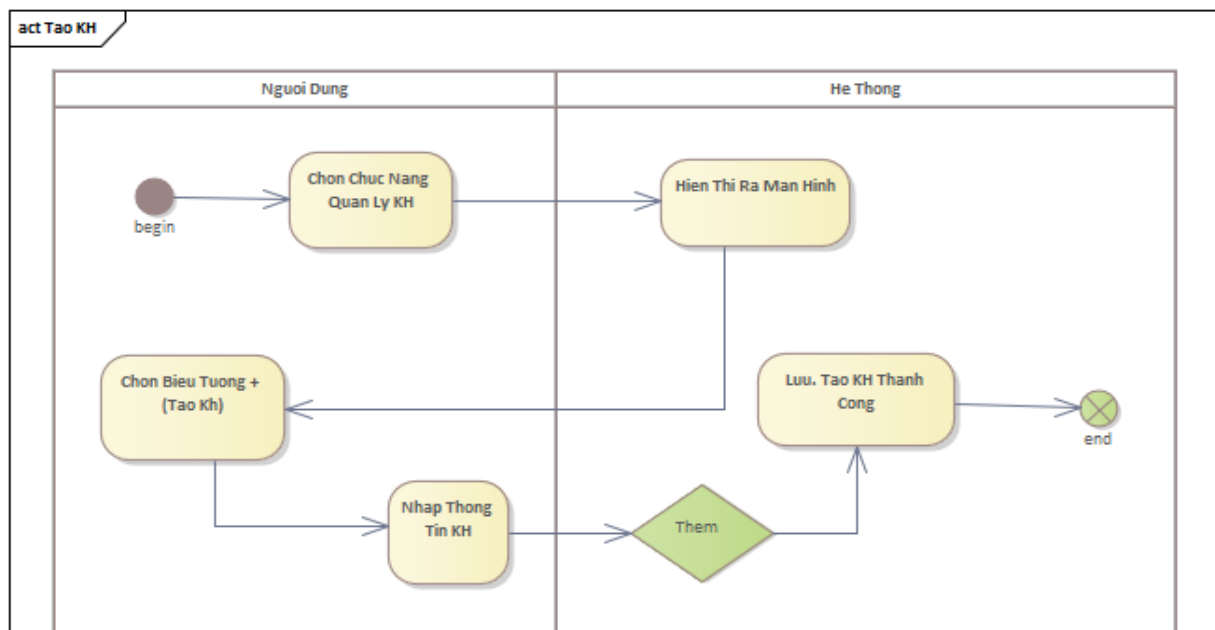 act Tao KH
Nguoi Dung
He Thong
Chon Chuc Nang
Quan Ly KH
Hien Thi Ra Man Hinh
begin
Chon Bieu Tuong +
(Tao Kh)
Luu. Tao KH Thanh
Cong
end
Nhap Thong
Tin KH
Them